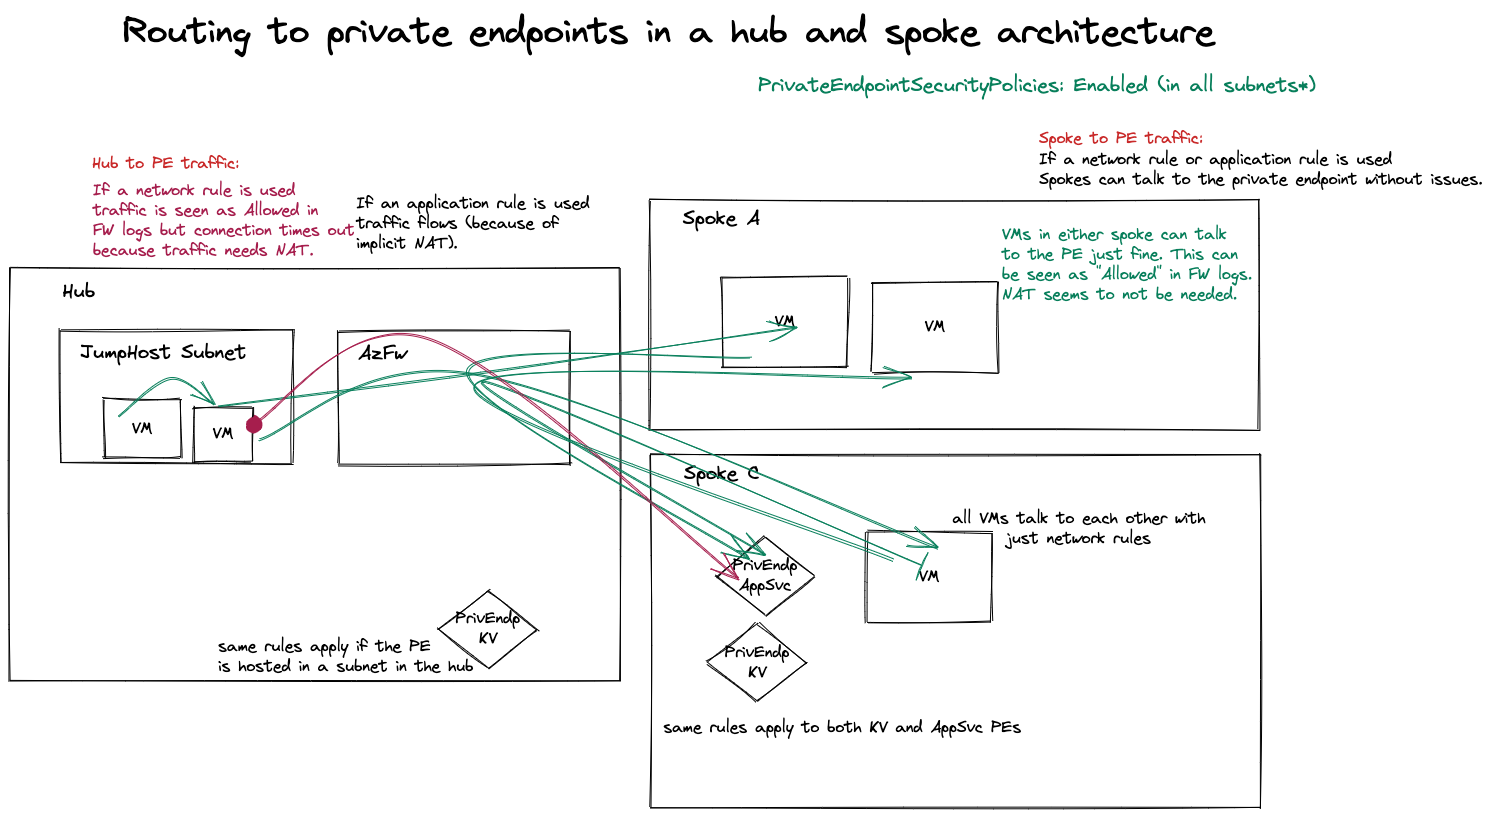 Routing to private endpoints in a hub and spoke architecture
PrivateEndpointSecurityPolicies: Enabled (in all subnets*)
Hub to PE traffic:
If a network rule is used
traffic is seen as Allowed in
FW logs but connection times out
because traffic needs NAT.
If an application rule is used
traffic flows (because of
implicit NAT).
Spoke to PE traffic:
If a network rule or application rule is used
Spokes can talk to the private endpoint without issues.
Hub
JumpHost Subnet
VM
VM
AzFw
Spoke A
VM
VM
VMs in either spoke can talk
to the PE just fine. This can
be seen as "Allowed" in FW logs.
NAT seems to not be needed.
Spoke C
all VMs talk to each other with
just network rules
PrivEndp
AppSvc
VM
PrivEndp
KV
same rules apply to both KV and AppSvc PEs
PrivEndp
KV
same rules apply if the PE
is hosted in a subnet in the hub